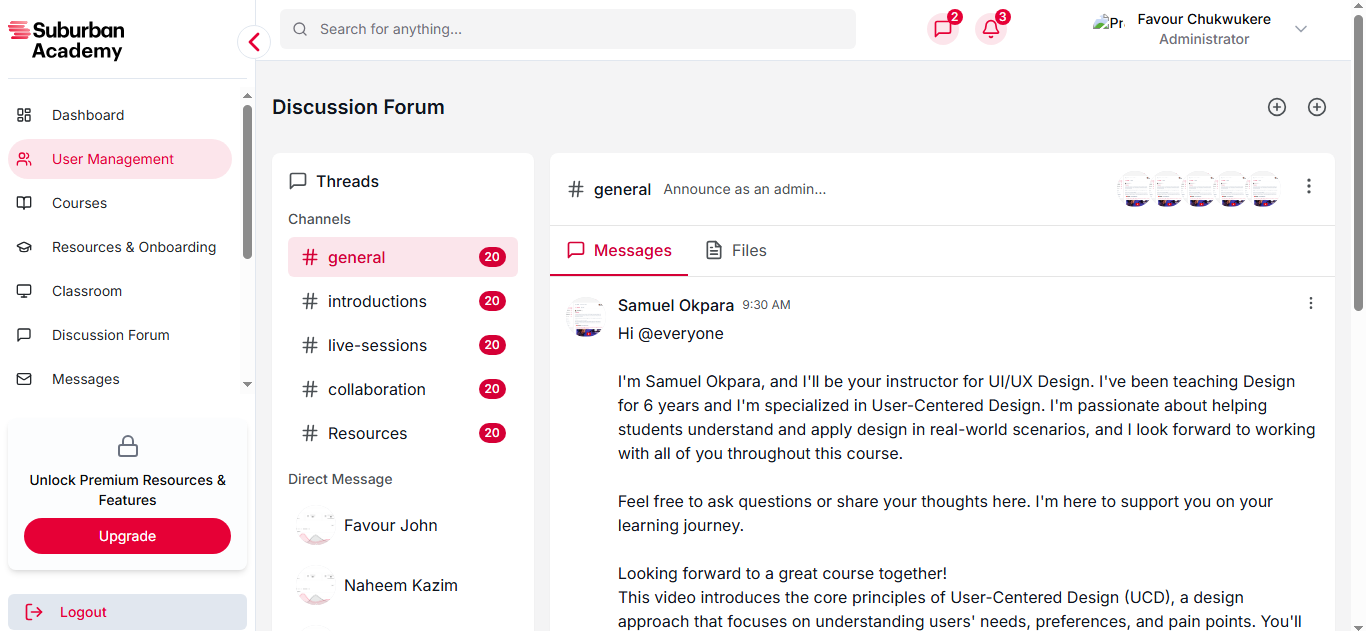 Suburban
Academy
Search for anything...
2
3
Pr
Favour Chukwukere
Administrator
Dashboard
User Management
Courses
Resources & Onboarding
Classroom
Discussion Forum
Messages
Unlock Premium Resources &
Features
Upgrade
Logout
Discussion Forum
Threads
Channels
# general 20
# introductions 20
# live-sessions 20
# collaboration 20
# Resources 20
Direct Message
Favour John
Naheem Kazim
# general Announce as an admin...
Messages
Files
Samuel Okpara 9:30 AM
Hi @everyone
I'm Samuel Okpara, and I'll be your instructor for UI/UX Design. I've been teaching Design
for 6 years and I'm specialized in User-Centered Design. I'm passionate about helping
students understand and apply design in real-world scenarios, and I look forward to working
with all of you throughout this course.
Feel free to ask questions or share your thoughts here. I'm here to support you on your
learning journey.
Looking forward to a great course together!
This video introduces the core principles of User-Centered Design (UCD), a design
approach that focuses on understanding users' needs, preferences, and pain points. You'll